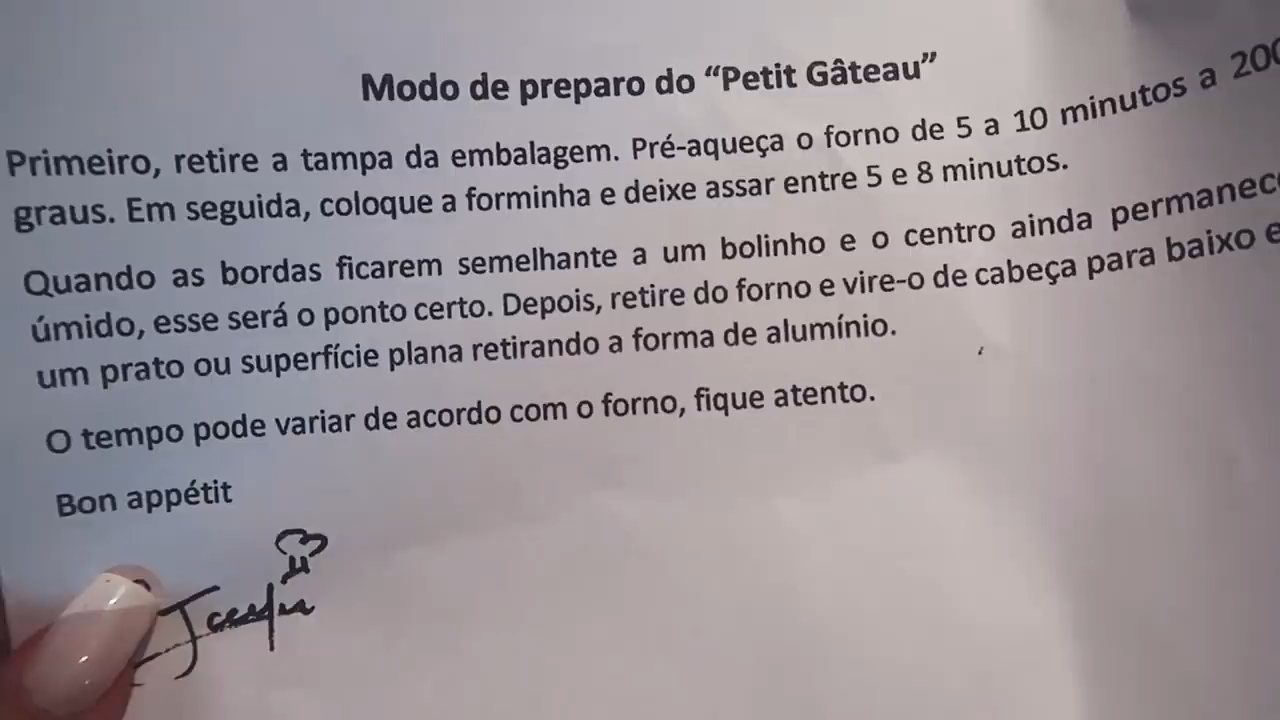 Modo de preparo do “Petit Gâteau”
Primeiro, retire a tampa da embalagem. Pré-aqueça o forno de 5 a 10 minutos a 200
graus. Em seguida, coloque a forminha e deixe assar entre 5 e 8 minutos.
Quando as bordas ficarem semelhante a um bolinho e o centro ainda permanece
úmido, esse será o ponto certo. Depois, retire do forno e vire-o de cabeça para baixo e
um prato ou superfície plana retirando a forma de alumínio.
O tempo pode variar de acordo com o forno, fique atento.
Bon appétit